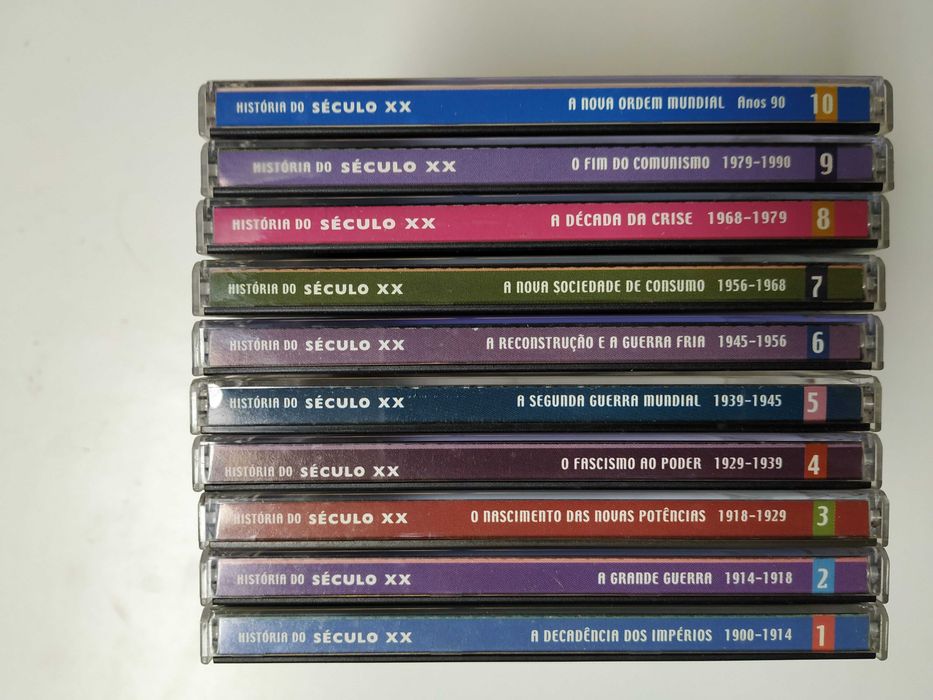 HISTÓRIA DO SÉCULO XX A NOVA ORDEM MUNDIAL Anos 90 10
HISTÓRIA DO SÉCULO XX O FIM DO COMUNISMO 1979-1990 9
HISTÓRIA DO SÉCULO XX A DÉCADA DA CRISE 1968-1979 8
HISTÓRIA DO SÉCULO XX A NOVA SOCIEDADE DE CONSUMO 1956-1968 7
HISTÓRIA DO SÉCULO XX A RECONSTRUÇÃO E A GUERRA FRIA 1945-1956 6
HISTÓRIA DO SÉCULO XX A SEGUNDA GUERRA MUNDIAL 1939-1945 5
HISTÓRIA DO SÉCULO XX O FASCISMO AO PODER 1929-1939 4
HISTÓRIA DO SÉCULO XX O NASCIMENTO DAS NOVAS POTÊNCIAS 1918-1929 3
HISTÓRIA DO SÉCULO XX A GRANDE GUERRA 1914-1918 2
HISTÓRIA DO SÉCULO XX A DECADÊNCIA DOS IMPÉRIOS 1900-1914 1